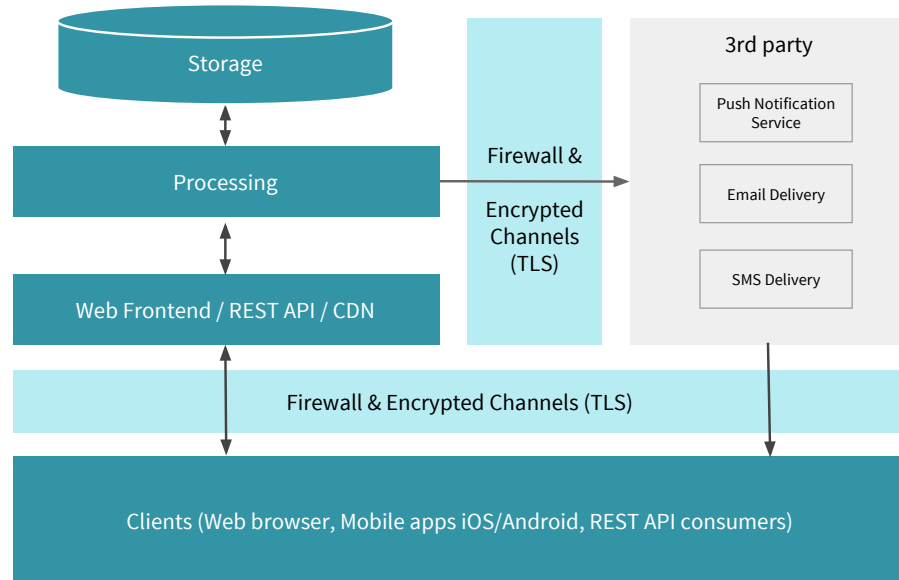 Storage
3rd party
Push Notification
Service
Processing
Firewall &
Encrypted
Channels
(TLS)
Email Delivery
SMS Delivery
Web Frontend / REST API / CDN
Firewall & Encrypted Channels (TLS)
Clients (Web browser, Mobile apps iOS/Android, REST API consumers)